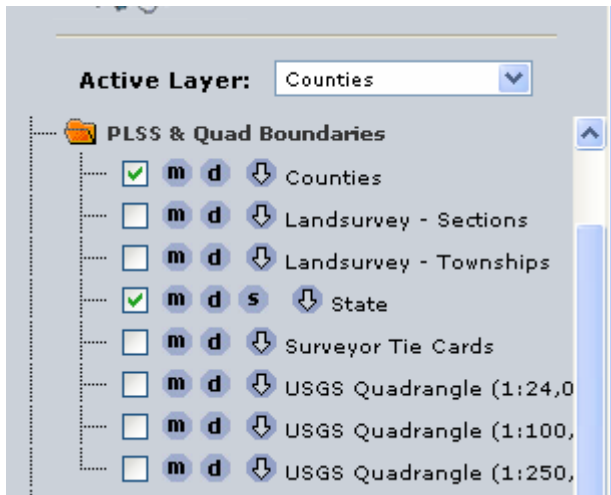 Active Layer: Counties
PLSS & Quad Boundaries
m d Counties
m d Landsurvey - Sections
m d Landsurvey - Townships
m d s State
m d Surveyor Tie Cards
m d USGS Quadrangle (1:24,0
m d USGS Quadrangle (1:100,
m d USGS Quadrangle (1:250,